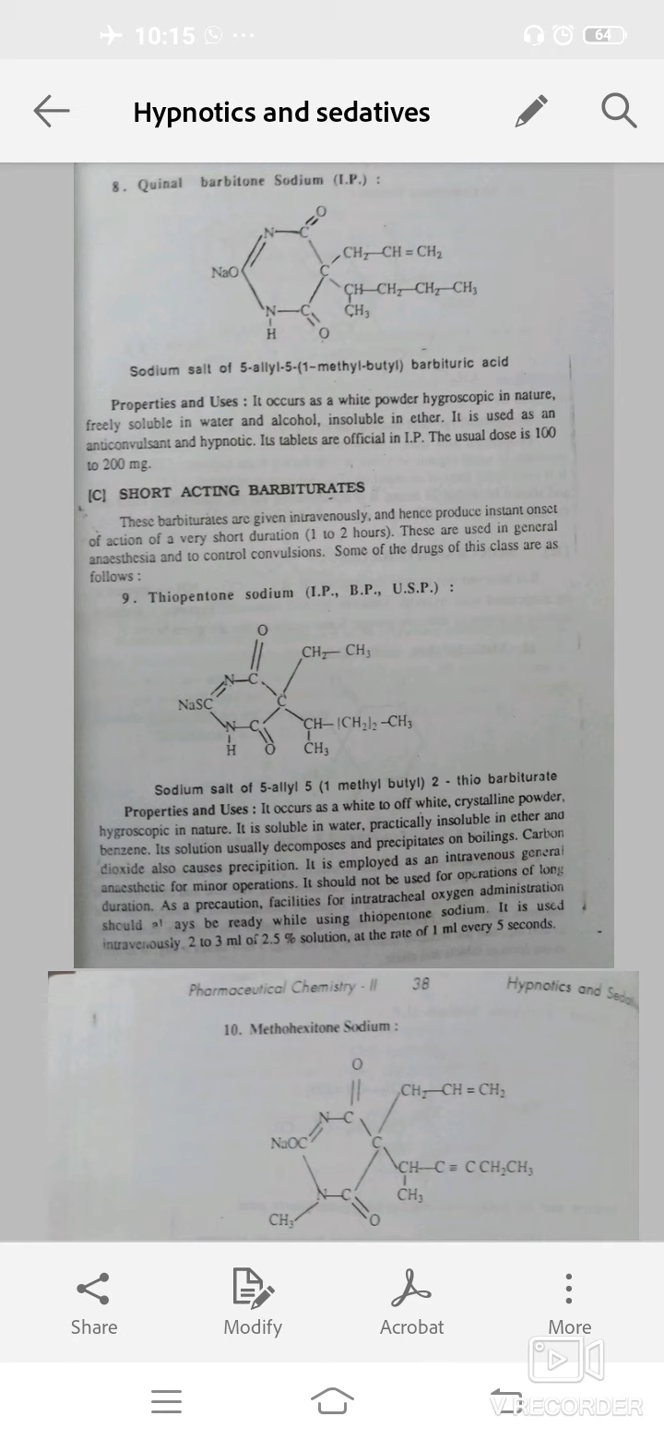 10:15 ...
64
Hypnotics and sedatives
8. Quinal barbitone Sodium (I.P.) :
O
N—C
CH₂—CH = CH₂
NaO
C
CH—CH₂—CH₂—CH₃
N—C
CH₃
H
O
Sodium salt of 5-allyl-5-(1-methyl-butyl) barbituric acid
Properties and Uses : It occurs as a white powder hygroscopic in nature,
freely soluble in water and alcohol, insoluble in ether. It is used as an
anticonvulsant and hypnotic. Its tablets are official in I.P. The usual dose is 100
to 200 mg.
[C] SHORT ACTING BARBITURATES
These barbiturates are given intravenously, and hence produce instant onset
of action of a very short duration (1 to 2 hours). These are used in general
anaesthesia and to control convulsions. Some of the drugs of this class are as
follows :
9. Thiopentone sodium (I.P., B.P., U.S.P.) :
O
CH₂— CH₃
N—C
NaSC
C
N—C
CH—[CH₂]₂—CH₃
H
O
CH₃
Sodium salt of 5-allyl 5 (1 methyl butyl) 2 - thio barbiturate
Properties and Uses : It occurs as a white to off white, crystalline powder,
hygroscopic in nature. It is soluble in water, practically insoluble in ether and
benzene. Its solution usually decomposes and precipitates on boilings. Carbon
dioxide also causes precipition. It is employed as an intravenous general
anaesthetic for minor operations. It should not be used for operations of long
duration. As a precaution, facilities for intratracheal oxygen administration
should ays be ready while using thiopentone sodium. It is used
intravenously, 2 to 3 ml of 2.5 % solution, at the rate of 1 ml every 5 seconds.
Pharmaceutical Chemistry - II 38 Hypnotics and
10. Methohexitone Sodium :
O
CH₂—CH = CH₂
N—C
NaOC
C
CH—C ≡ C CH₂CH₃
N—C
CH₃
CH₃
O
Share Modify Acrobat More
V RECORDER